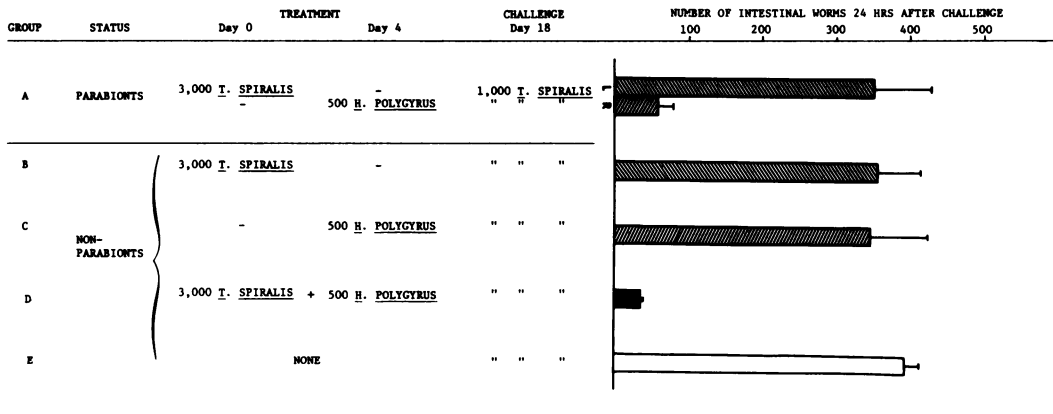 TREATMENT CHALLENGE NUMBER OF INTESTINAL WORMS 24 HRS AFTER CHALLENGE
GROUP STATUS Day 0 Day 4 Day 18 100 200 300 400 500
A PARABIONTS 3,000 T. SPIRALIS - 1,000 T. SPIRALIS L
- 500 H. POLYGYRUS " " " R
B 3,000 T. SPIRALIS - " " "
C - 500 H. POLYGYRUS " " "
NON-
PARABIONTS
D 3,000 T. SPIRALIS + 500 H. POLYGYRUS " " "
E NONE " " "